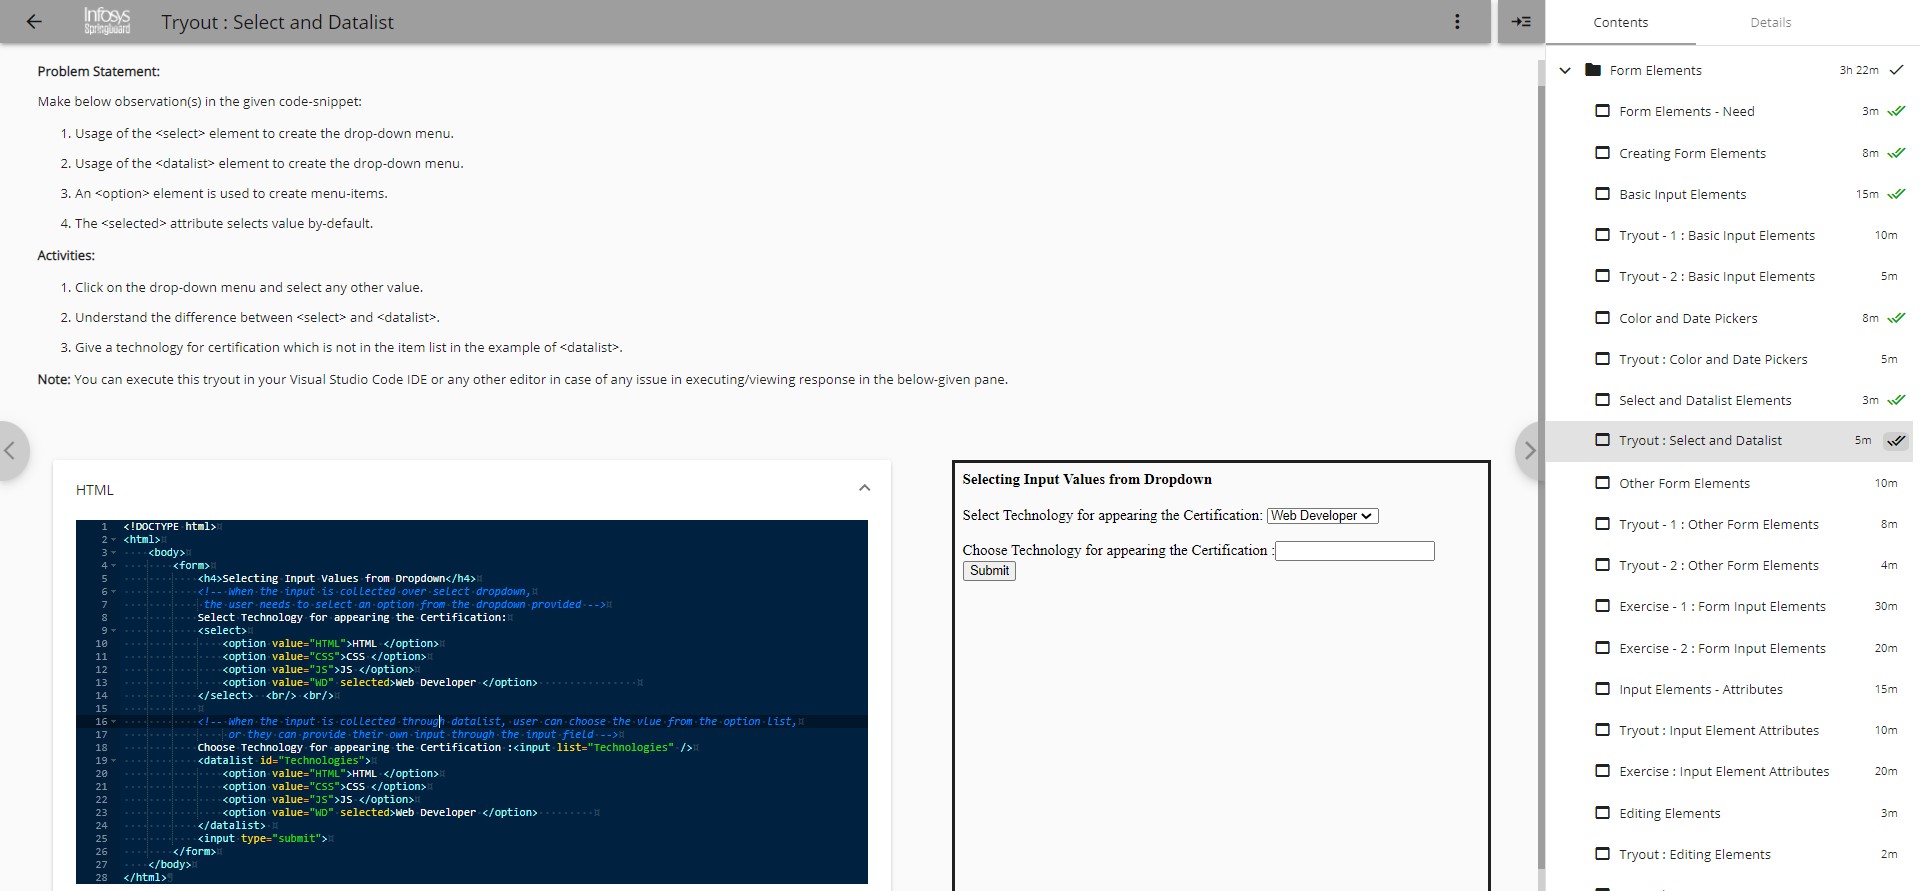 Infosys
Springboard
Tryout : Select and Datalist
Problem Statement:
Make below observation(s) in the given code-snippet:
1. Usage of the <select> element to create the drop-down menu.
2. Usage of the <datalist> element to create the drop-down menu.
3. An <option> element is used to create menu-items.
4. The <selected> attribute selects value by-default.
Activities:
1. Click on the drop-down menu and select any other value.
2. Understand the difference between <select> and <datalist>.
3. Give a technology for certification which is not in the item list in the example of <datalist>.
Note: You can execute this tryout in your Visual Studio Code IDE or any other editor in case of any issue in executing/viewing response in the below-given pane.
HTML
1 <!DOCTYPE html>
2 <html>
3 <body>
4 <form>
5 <h4>Selecting Input Values from Dropdown</h4>
6 <!-- When the input is collected over select dropdown,
7 the user needs to select an option from the dropdown provided -->
8 Select Technology for appearing the Certification:
9 <select>
10 <option value="HTML">HTML </option>
11 <option value="CSS">CSS </option>
12 <option value="JS">JS </option>
13 <option value="WD" selected>Web Developer </option>
14 </select> <br/> <br/>
15
16 <!-- When the input is collected through datalist, user can choose the vlue from the option list,
17 or they can provide their own input through the input field -->
18 Choose Technology for appearing the Certification :<input list="Technologies" />
19 <datalist id="Technologies">
20 <option value="HTML">HTML </option>
21 <option value="CSS">CSS </option>
22 <option value="JS">JS </option>
23 <option value="WD" selected>Web Developer </option>
24 </datalist>
25 <input type="submit">
26 </form>
27 </body>
28 </html>
Selecting Input Values from Dropdown
Select Technology for appearing the Certification: Web Developer
Choose Technology for appearing the Certification :
Submit
Contents Details
Form Elements 3h 22m
Form Elements - Need 3m
Creating Form Elements 8m
Basic Input Elements 15m
Tryout - 1 : Basic Input Elements 10m
Tryout - 2 : Basic Input Elements 5m
Color and Date Pickers 8m
Tryout : Color and Date Pickers 5m
Select and Datalist Elements 3m
Tryout : Select and Datalist 5m
Other Form Elements 10m
Tryout - 1 : Other Form Elements 8m
Tryout - 2 : Other Form Elements 4m
Exercise - 1 : Form Input Elements 30m
Exercise - 2 : Form Input Elements 20m
Input Elements - Attributes 15m
Tryout : Input Element Attributes 10m
Exercise : Input Element Attributes 20m
Editing Elements 3m
Tryout : Editing Elements 2m